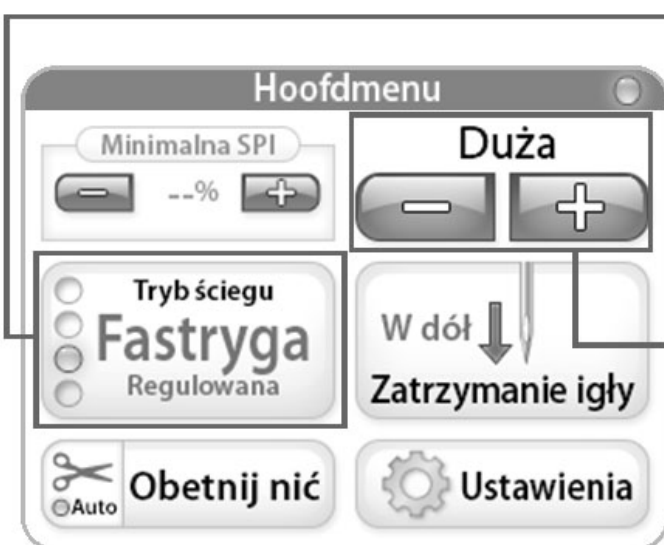 Hoofdmenu
Minimalna SPI
--%
Duża
Tryb ściegu
Fastryga
Regulowana
W dół
Zatrzymanie igły
Auto
Obetnij nić
Ustawienia